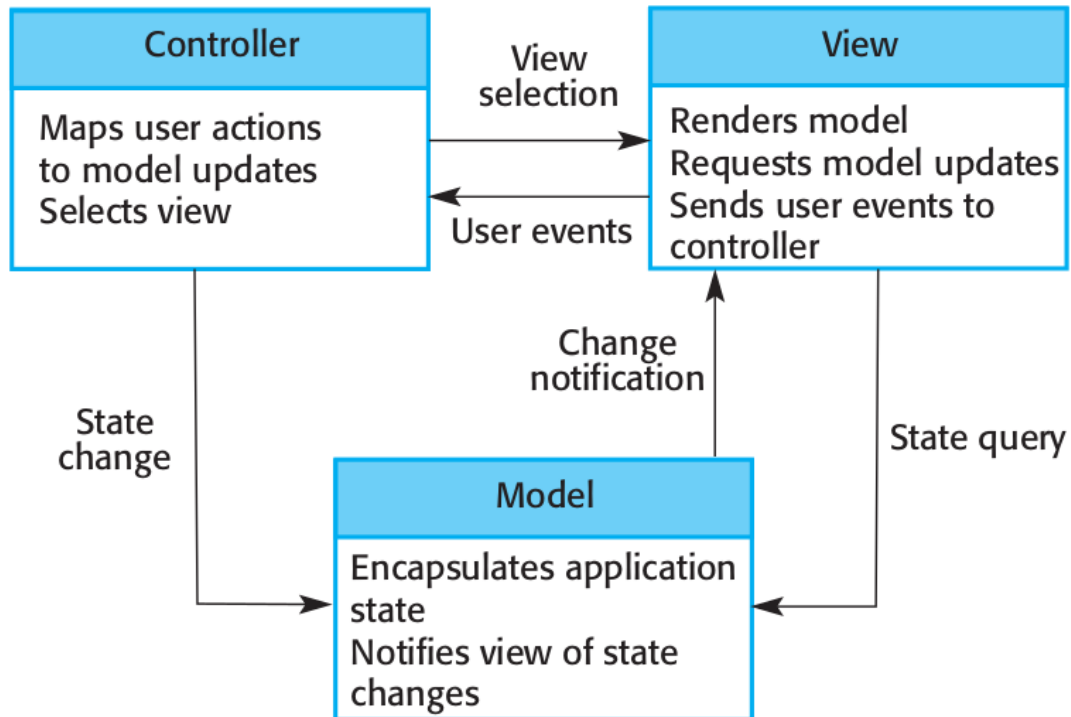 Controller
Maps user actions
to model updates
Selects view
View
selection
User events
View
Renders model
Requests model updates
Sends user events to
controller
State
change
Change
notification
State query
Model
Encapsulates application
state
Notifies view of state
changes